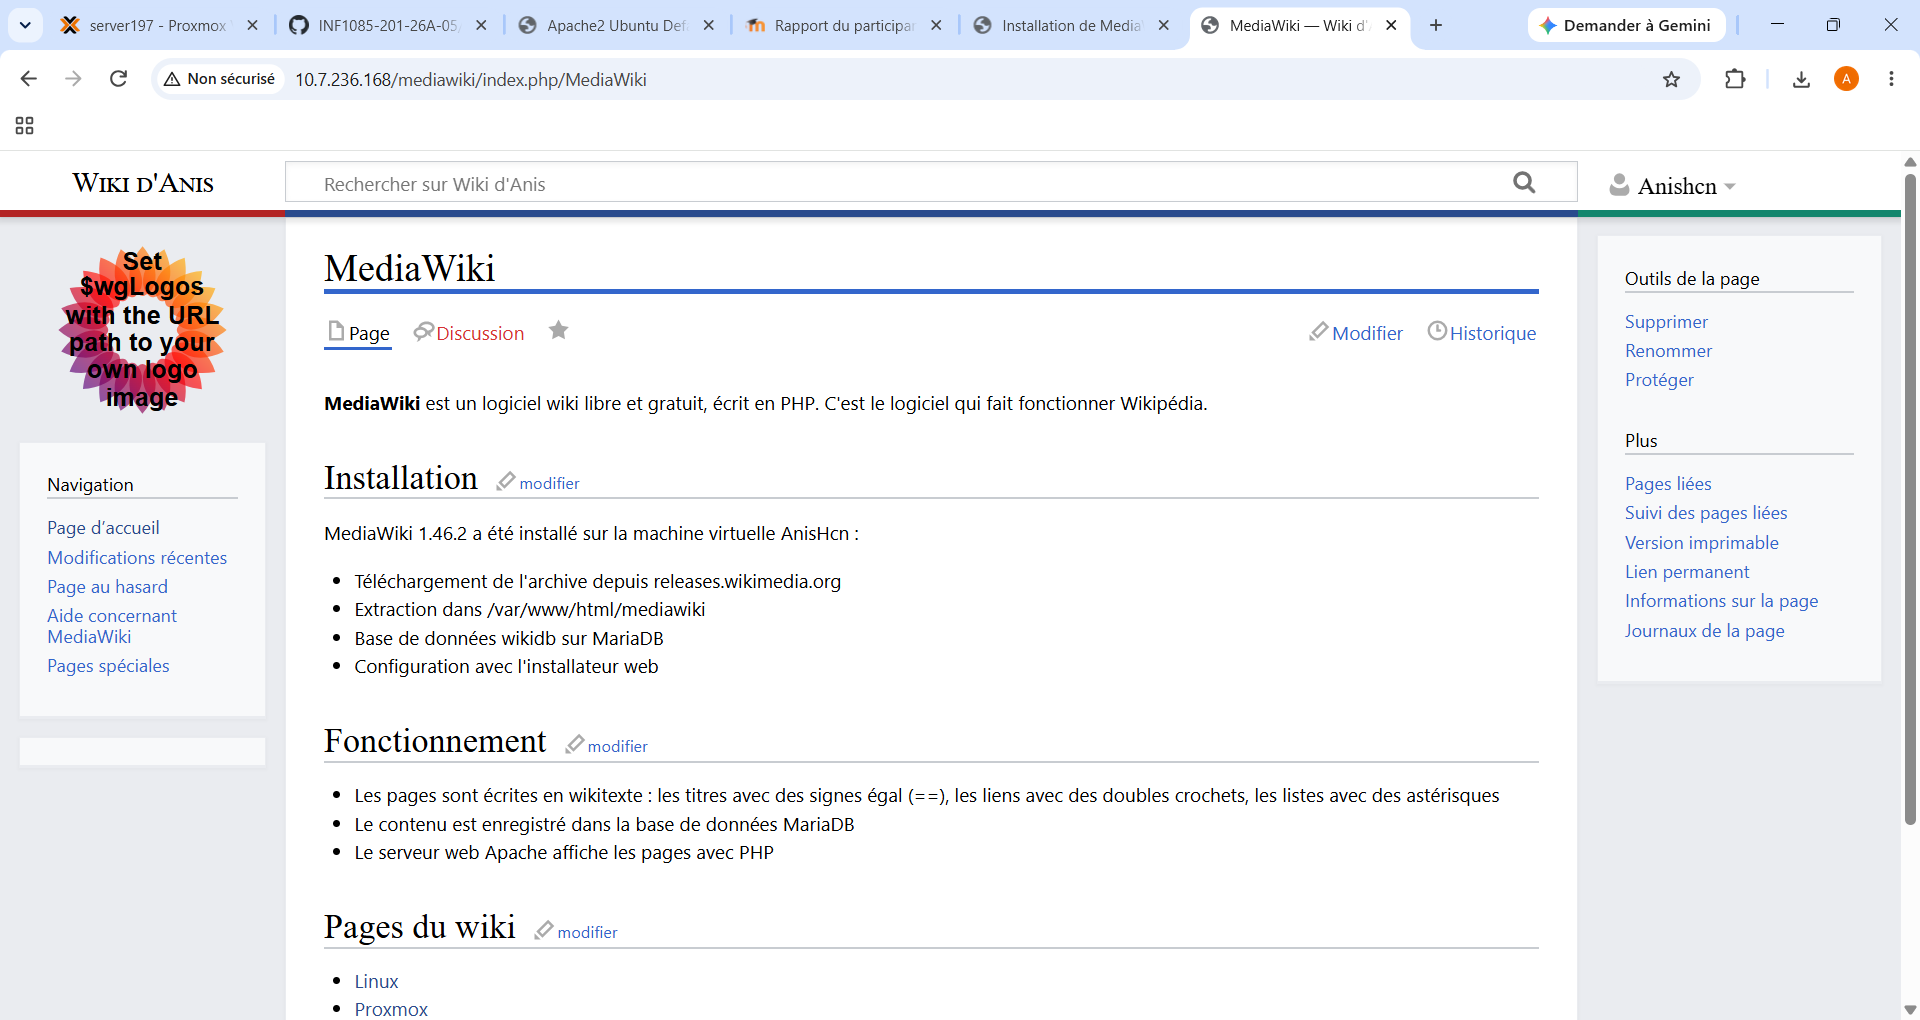 server197 - Proxmox
INF1085-201-26A-05
Apache2 Ubuntu Def
Rapport du participan
Installation de Media
MediaWiki — Wiki d'
Demander à Gemini
Non sécurisé
10.7.236.168/mediawiki/index.php/MediaWiki
A
Wiki d'Anis
Rechercher sur Wiki d'Anis
Anishcn
Set
$wgLogos
with the URL
path to your
own logo
image
Navigation
Page d’accueil
Modifications récentes
Page au hasard
Aide concernant
MediaWiki
Pages spéciales
MediaWiki
Page
Discussion
Modifier
Historique
MediaWiki est un logiciel wiki libre et gratuit, écrit en PHP. C'est le logiciel qui fait fonctionner Wikipédia.
Installation modifier
MediaWiki 1.46.2 a été installé sur la machine virtuelle AnisHcn :
Téléchargement de l'archive depuis releases.wikimedia.org
Extraction dans /var/www/html/mediawiki
Base de données wikidb sur MariaDB
Configuration avec l'installateur web
Fonctionnement modifier
Les pages sont écrites en wikitexte : les titres avec des signes égal (==), les liens avec des doubles crochets, les listes avec des astérisques
Le contenu est enregistré dans la base de données MariaDB
Le serveur web Apache affiche les pages avec PHP
Pages du wiki modifier
Linux
Proxmox
Outils de la page
Supprimer
Renommer
Protéger
Plus
Pages liées
Suivi des pages liées
Version imprimable
Lien permanent
Informations sur la page
Journaux de la page